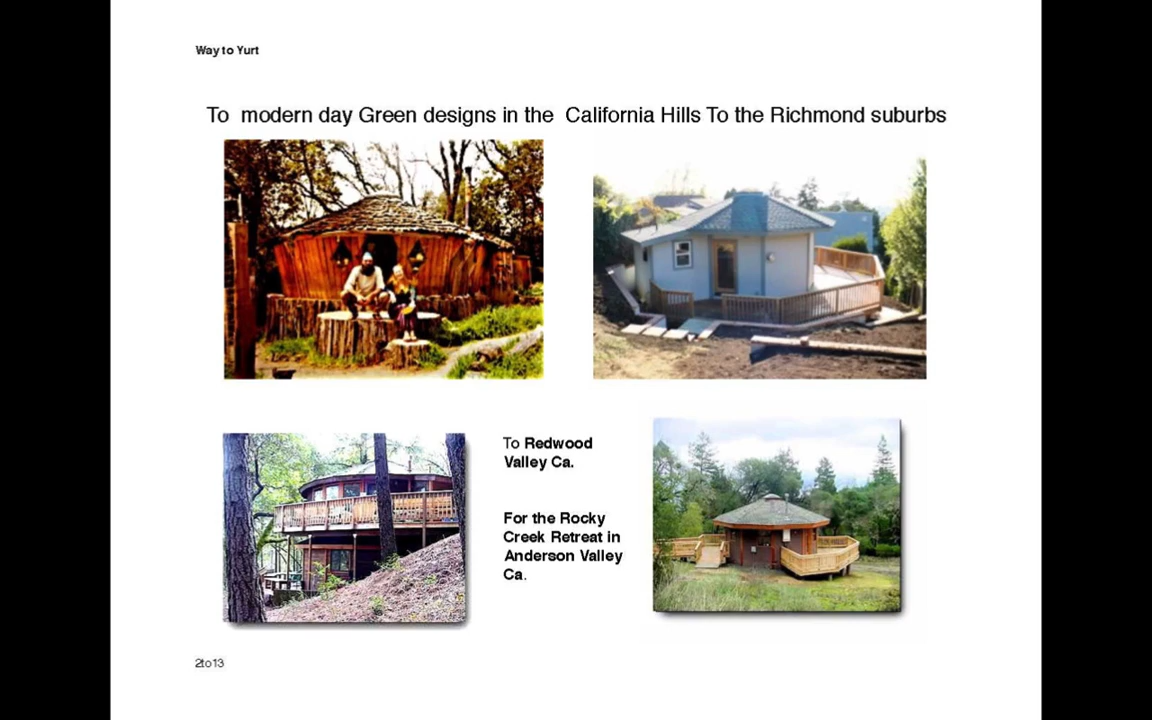 Way to Yurt
To  modern day Green designs in the  California Hills To the Richmond suburbs
To Redwood
Valley Ca.
For the Rocky
Creek Retreat in
Anderson Valley
Ca.
2to13